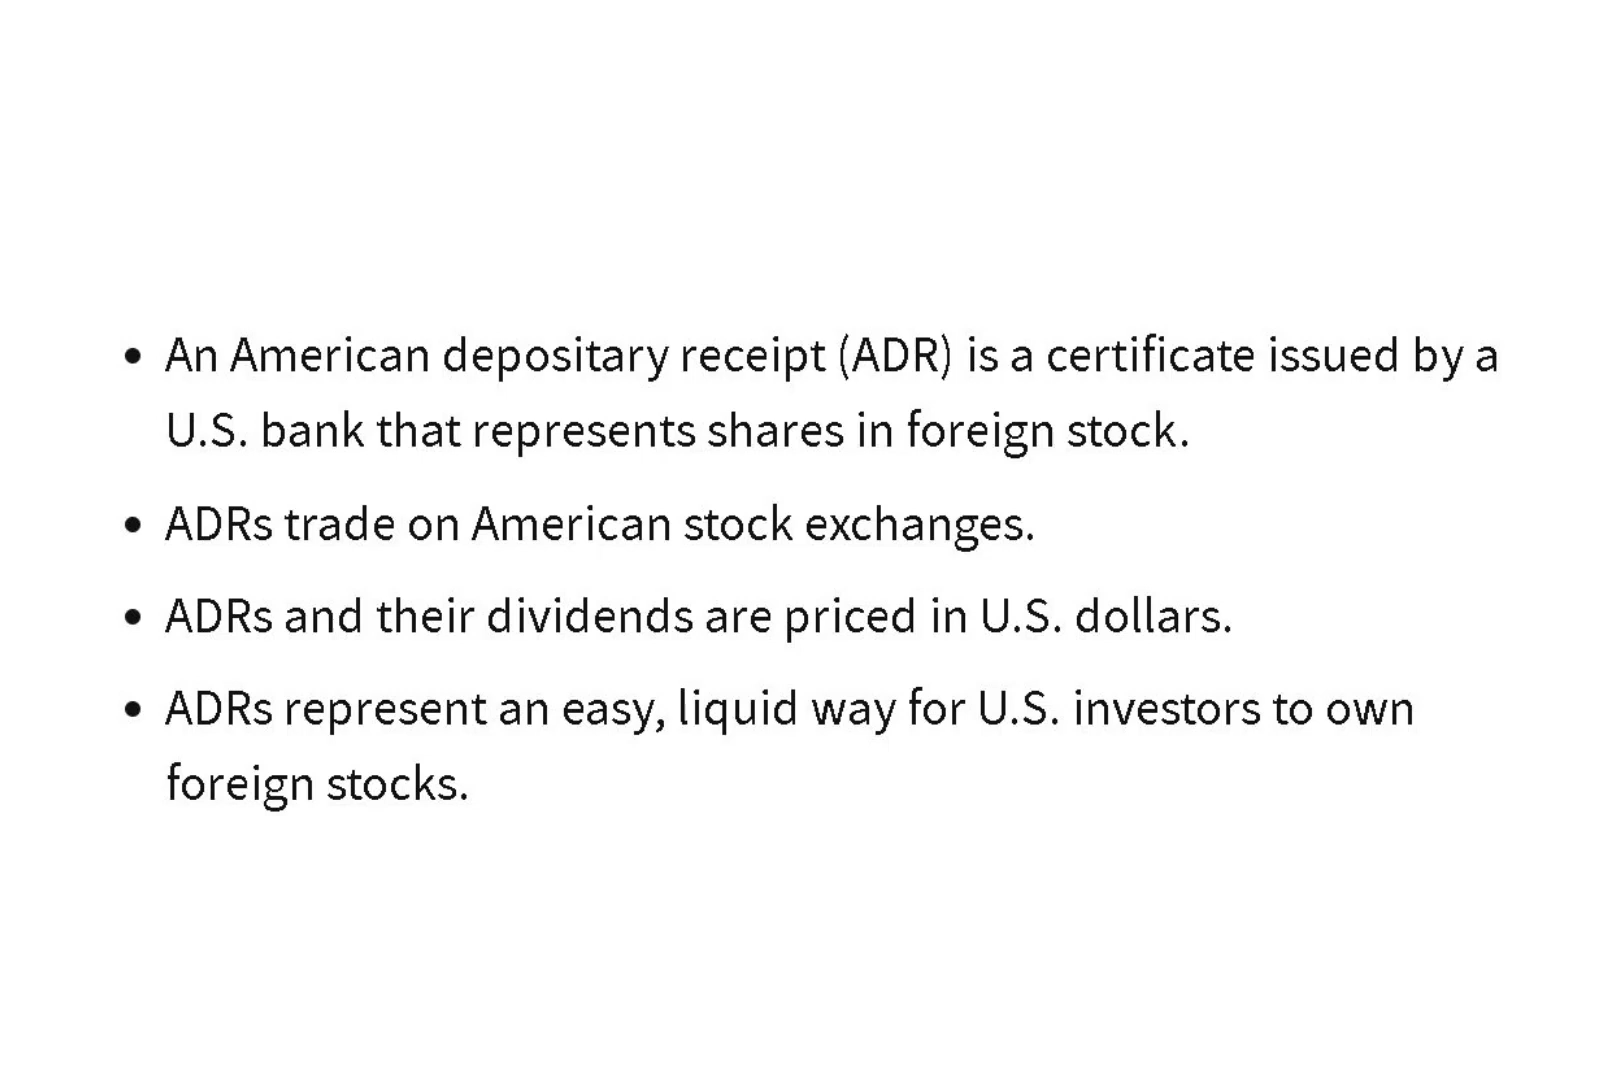 • An American depositary receipt (ADR) is a certificate issued by a
U.S. bank that represents shares in foreign stock.
• ADRs trade on American stock exchanges.
• ADRs and their dividends are priced in U.S. dollars.
• ADRs represent an easy, liquid way for U.S. investors to own
foreign stocks.